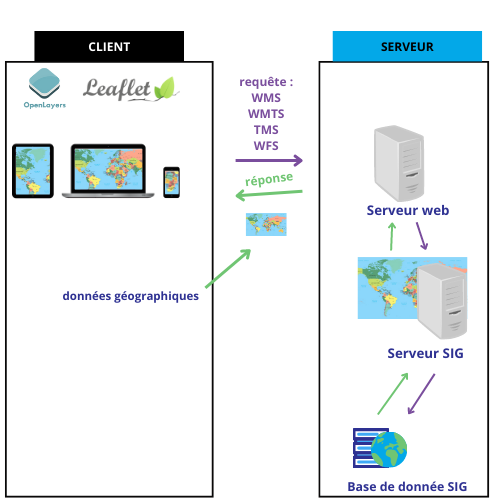 CLIENT
OpenLayers
Leaflet
données géographiques
requête :
WMS
WMTS
TMS
WFS
réponse
SERVEUR
Serveur web
Serveur SIG
Base de donnée SIG